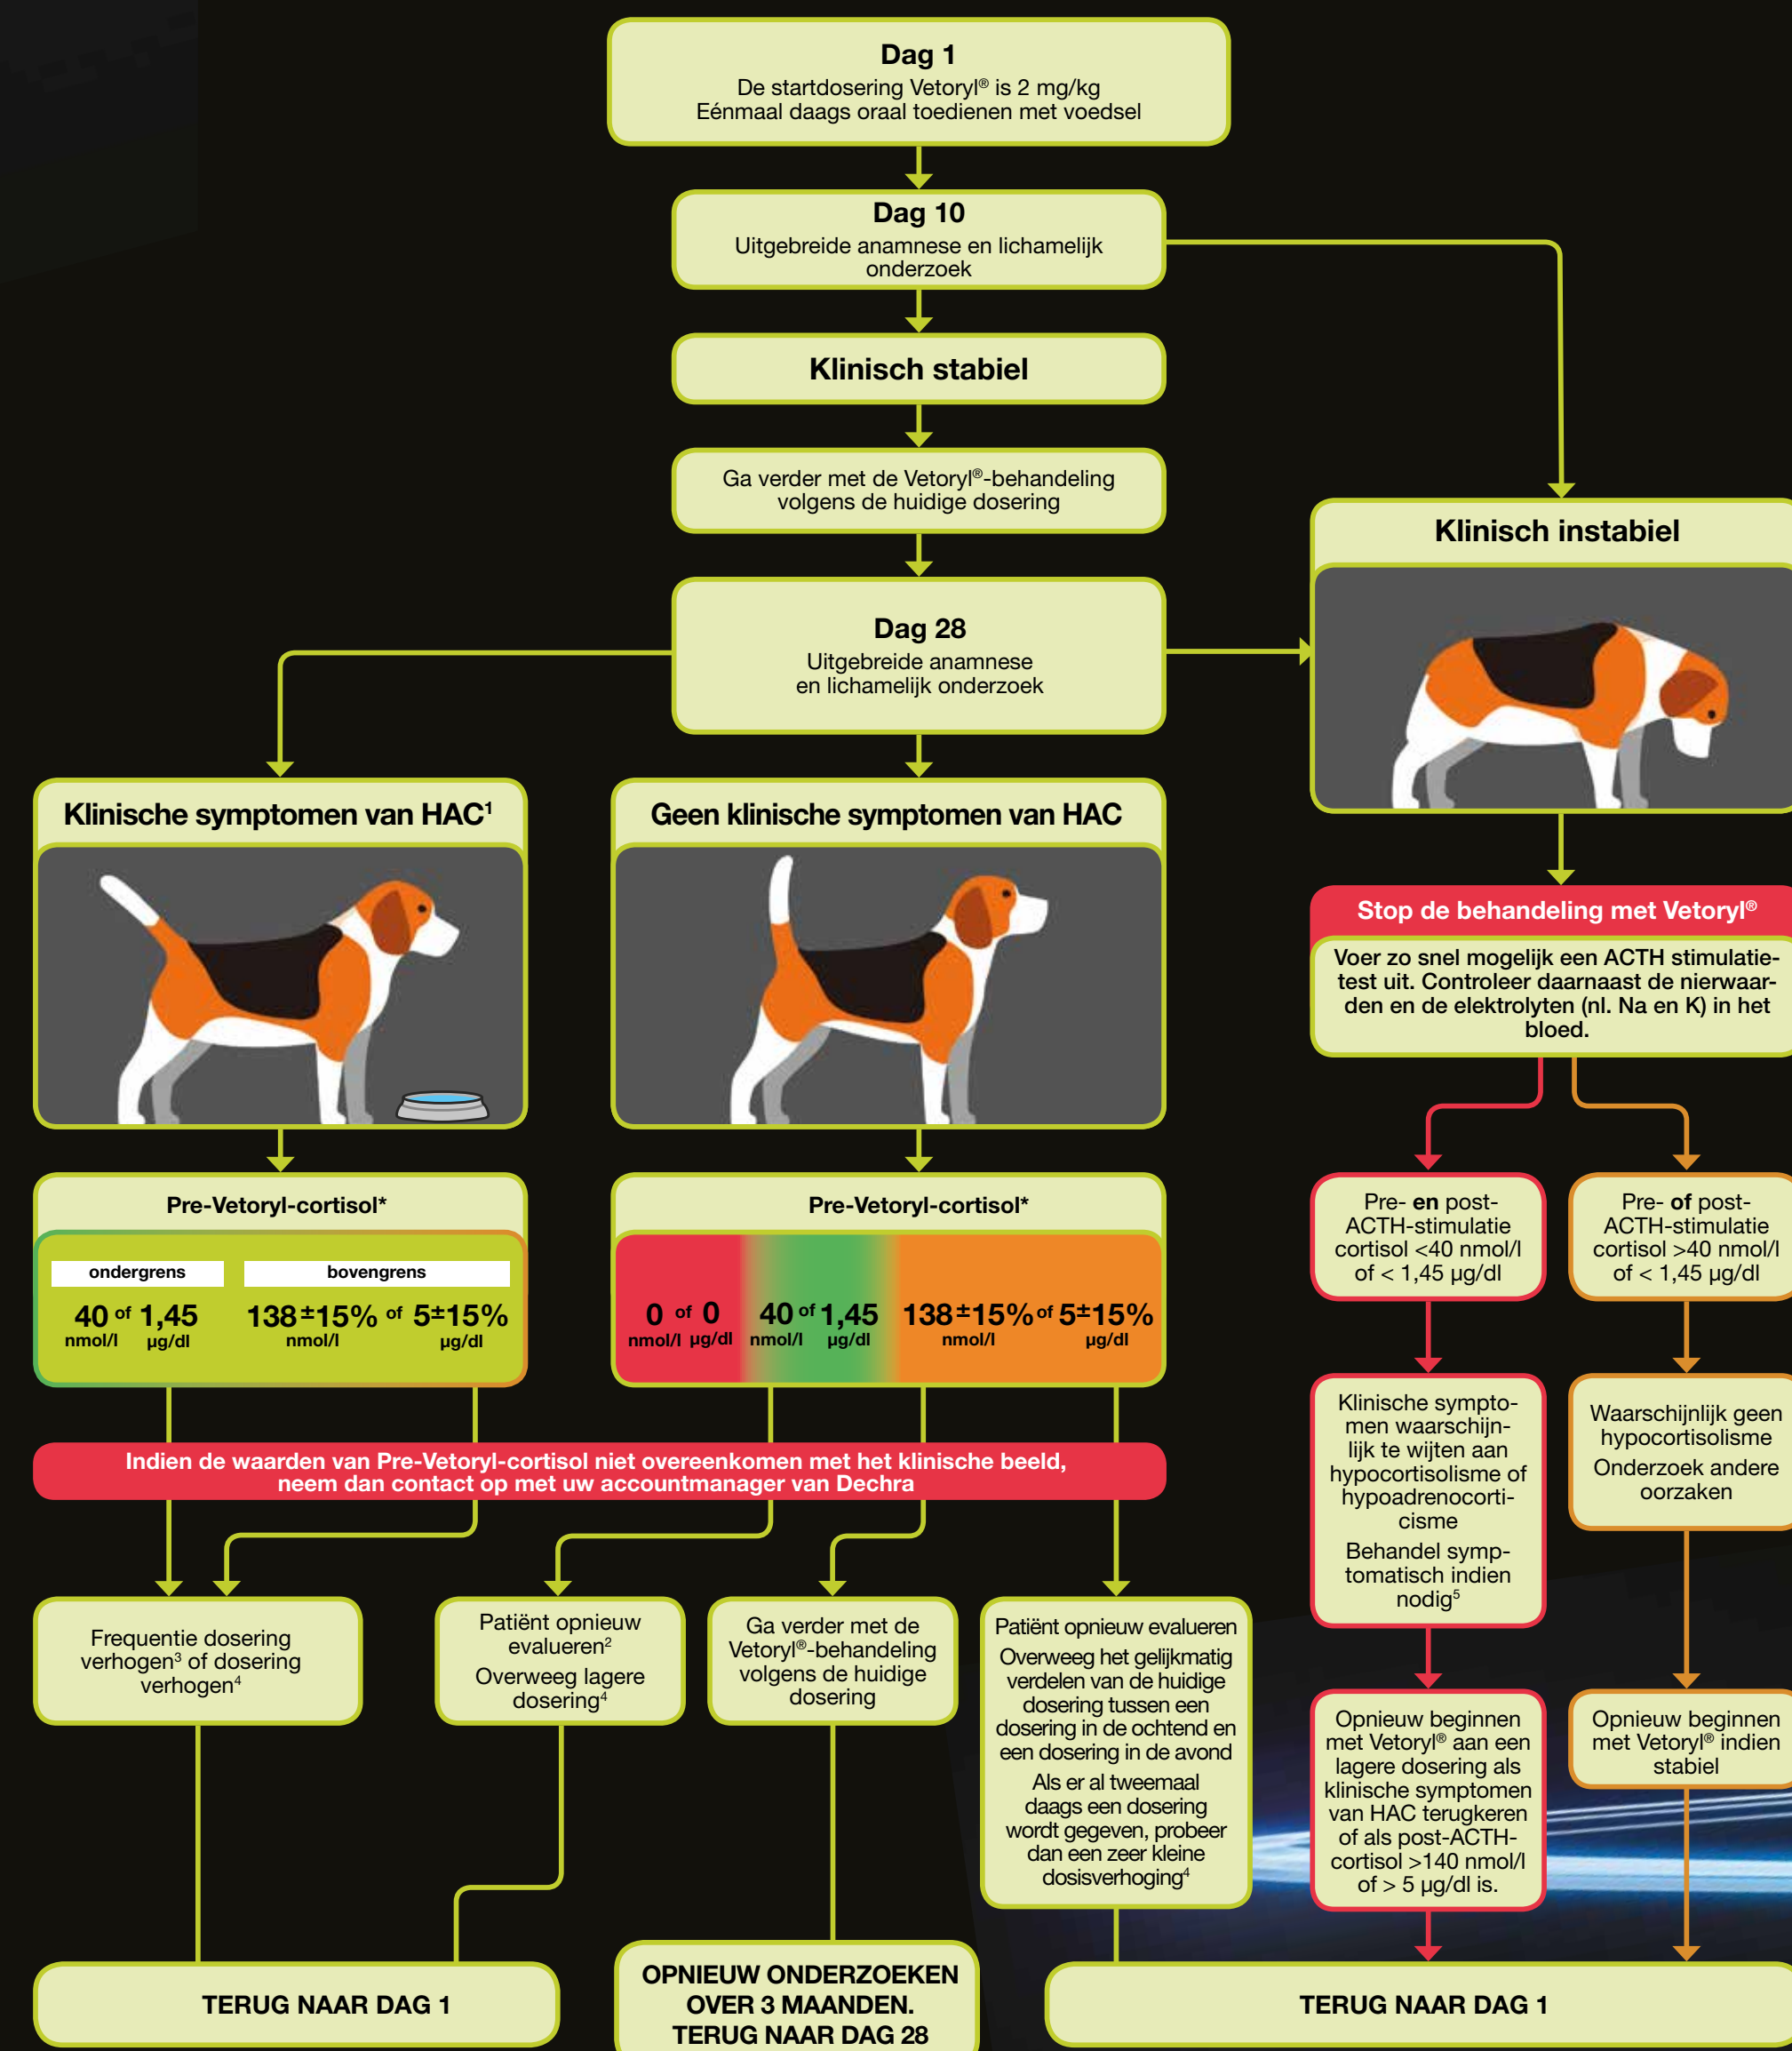 Dag 1
De startdosering Vetoryl® is 2 mg/kg
Eénmaal daags oraal toedienen met voedsel
Dag 10
Uitgebreide anamnese en lichamelijk
onderzoek
Klinisch stabiel
Ga verder met de Vetoryl®-behandeling
volgens de huidige dosering
Klinisch instabiel
Dag 28
Uitgebreide anamnese
en lichamelijk onderzoek
Klinische symptomen van HAC¹
Geen klinische symptomen van HAC
Stop de behandeling met Vetoryl®
Voer zo snel mogelijk een ACTH stimulatie-
test uit. Controleer daarnaast de nierwaar-
den en de elektrolyten (nl. Na en K) in het
bloed.
Pre-Vetoryl-cortisol*
ondergrens bovengrens
40 of 1,45 138±15% of 5±15%
nmol/l µg/dl nmol/l µg/dl
Pre-Vetoryl-cortisol*
0 of 0 40 of 1,45 138±15% of 5±15%
nmol/l µg/dl nmol/l µg/dl nmol/l µg/dl
Pre- en post-
ACTH-stimulatie
cortisol <40 nmol/l
of < 1,45 µg/dl
Pre- of post-
ACTH-stimulatie
cortisol >40 nmol/l
of < 1,45 µg/dl
Indien de waarden van Pre-Vetoryl-cortisol niet overeenkomen met het klinische beeld,
neem dan contact op met uw accountmanager van Dechra
Klinische sympto-
men waarschijn-
lijk te wijten aan
hypocortisolisme of
hypoadrenocorti-
cisme
Behandel symp-
tomatisch indien
nodig⁵
Waarschijnlijk geen
hypocortisolisme
Onderzoek andere
oorzaken
Frequentie dosering
verhogen³ of dosering
verhogen⁴
Patiënt opnieuw
evalueren²
Overweeg lagere
dosering⁴
Ga verder met de
Vetoryl®-behandeling
volgens de huidige
dosering
Patiënt opnieuw evalueren
Overweeg het gelijkmatig
verdelen van de huidige
dosering tussen een
dosering in de ochtend en
een dosering in de avond
Als er al tweemaal
daags een dosering
wordt gegeven, probeer
dan een zeer kleine
dosisverhoging⁴
Opnieuw beginnen
met Vetoryl® aan een
lagere dosering als
klinische symptomen
van HAC terugkeren
of als post-ACTH-
cortisol >140 nmol/l
of > 5 µg/dl is.
Opnieuw beginnen
met Vetoryl® indien
stabiel
TERUG NAAR DAG 1
OPNIEUW ONDERZOEKEN
OVER 3 MAANDEN.
TERUG NAAR DAG 28
TERUG NAAR DAG 1